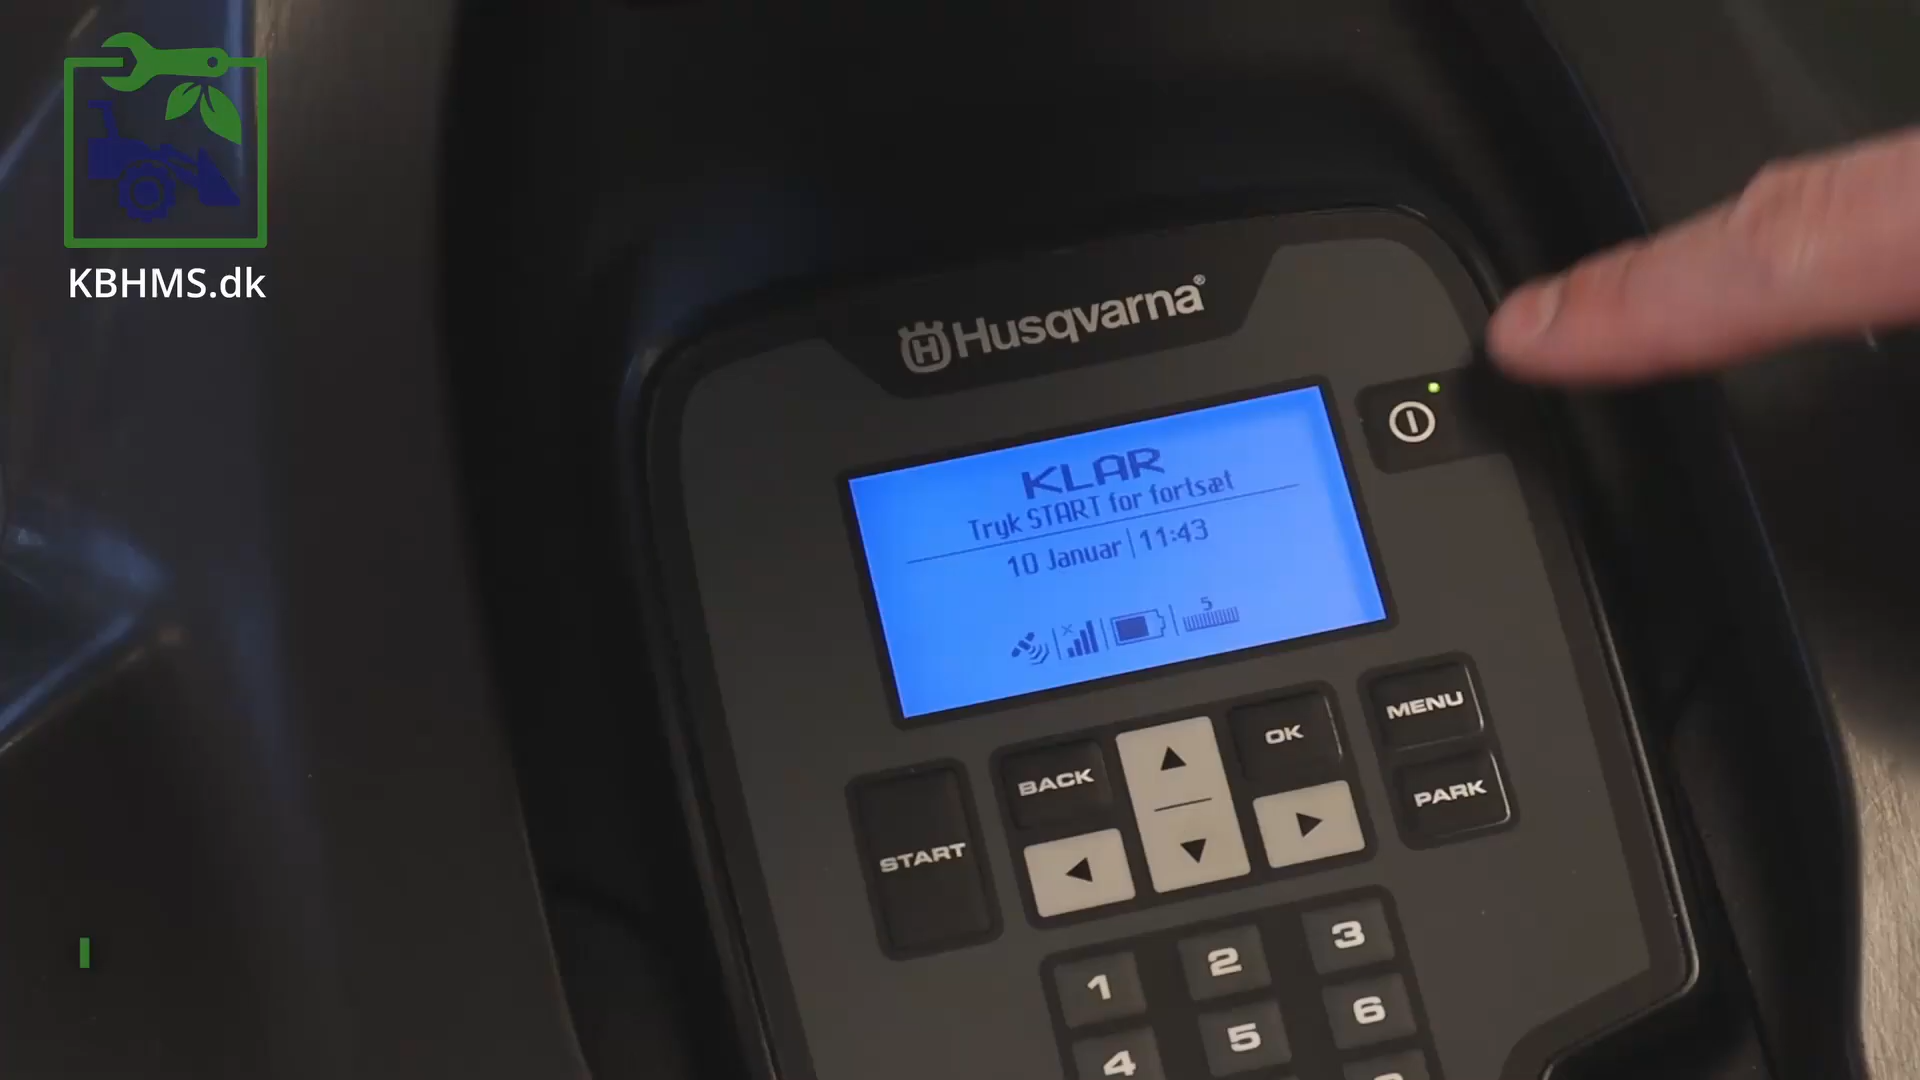 KBHMS.dk
Husqvarna®
KLAR
Tryk START for fortsæt
10 Januar | 11:43
5
START
BACK
OK
MENU
PARK
1
2
3
4
5
6